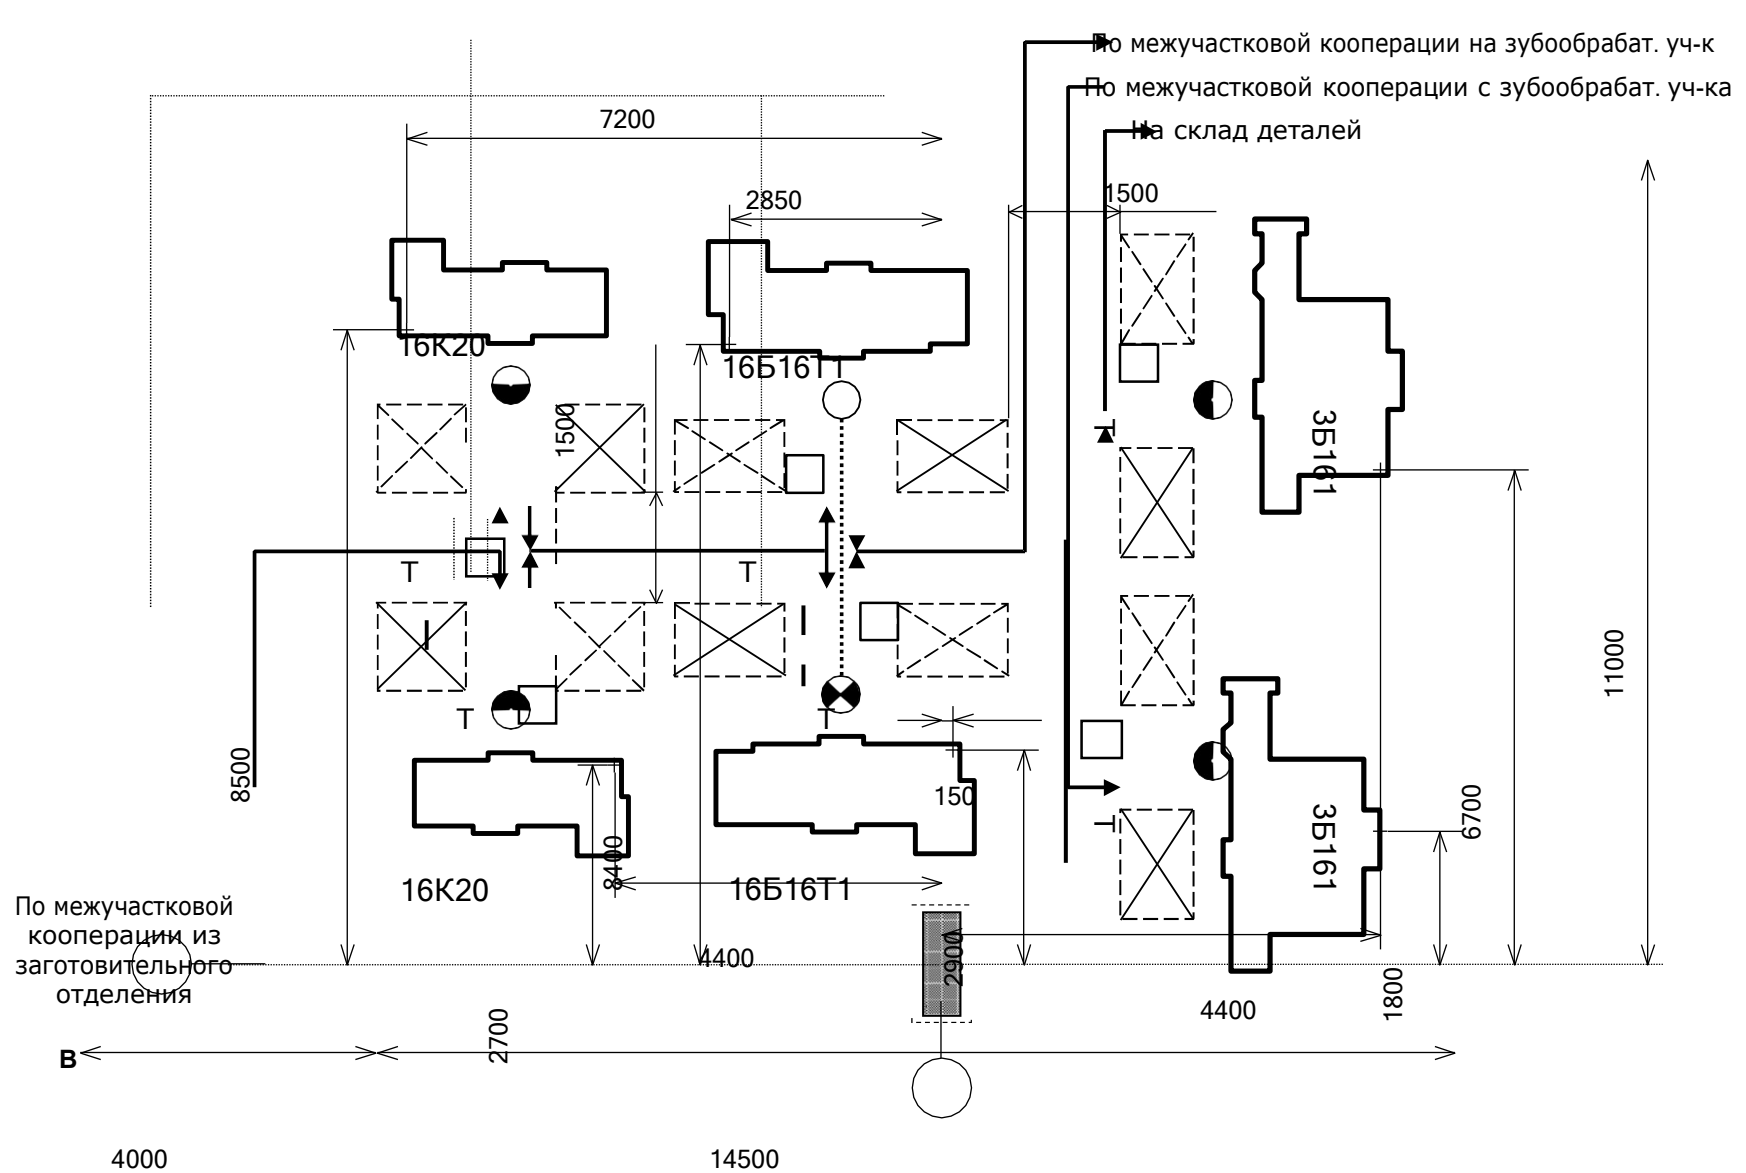 По межучастковой кооперации на зубообрабат. уч-к
По межучастковой кооперации с зубообрабат. уч-ка
7200
На склад деталей
2850
1500
16К20
16Б16Т1
1500
3Б161
Т
Т
Т
11000
Т
Т
8500
150
6700
Т
3Б161
8400
16К20
16Б16Т1
По межучастковой
кооперации из
заготовительного
отделения
4400
2900
1800
4400
2700
В
4000
14500